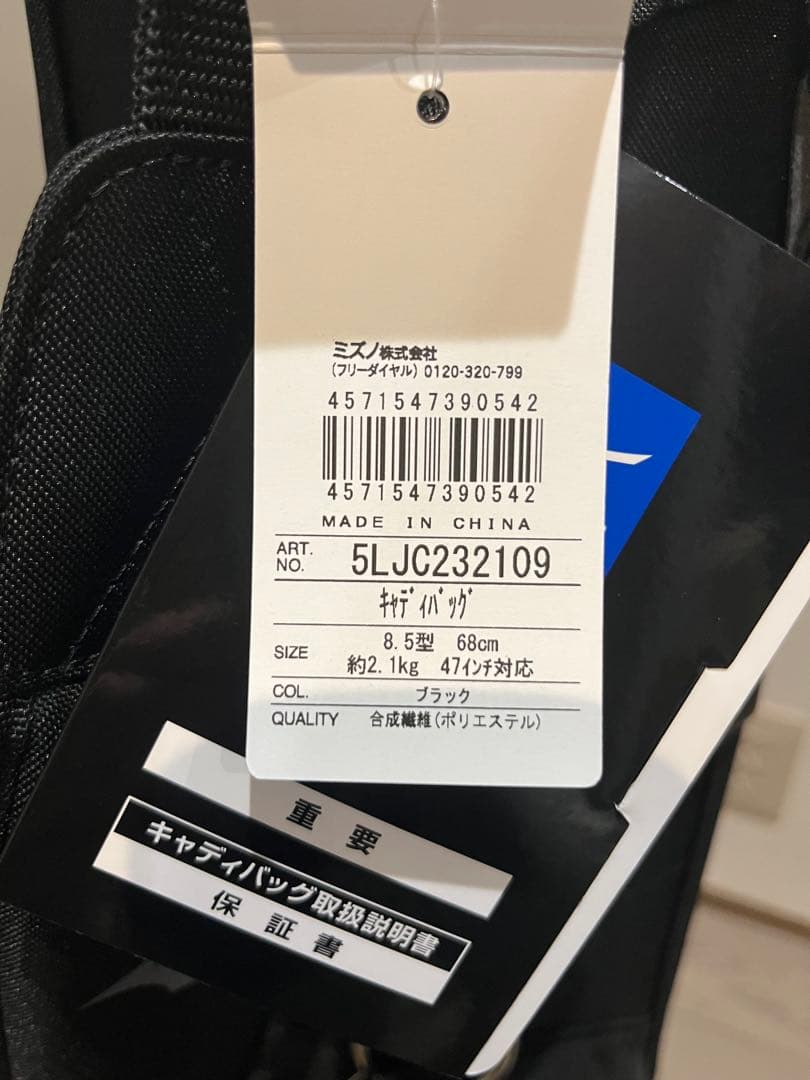 ミズノ株式会社
(フリーダイヤル) 0120-320-799
4571547390542
4571547390542
MADE IN CHINA
ART. NO. 5LJC232109
ｷｬﾃﾞｨﾊﾞｯｸﾞ
SIZE 8.5型 68cm
約2.1kg 47ｲﾝﾁ対応
COL. ブラック
QUALITY 合成繊維(ポリエステル)
重要
キャディバッグ取扱説明書
保証書